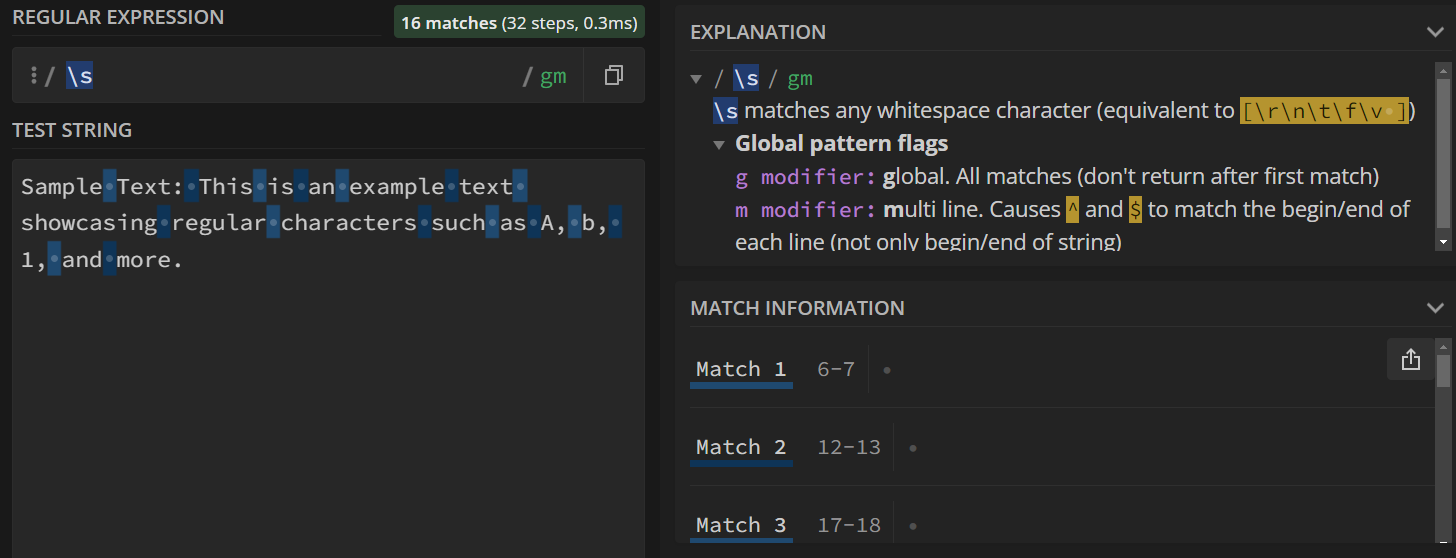 REGULAR EXPRESSION
16 matches (32 steps, 0.3ms)
/ \s / gm
TEST STRING
Sample Text: This is an example text
showcasing regular characters such as A, b,
1, and more.
EXPLANATION
/ \s / gm
\s matches any whitespace character (equivalent to [\r\n\t\f\v ])
Global pattern flags
g modifier: global. All matches (don't return after first match)
m modifier: multi line. Causes ^ and $ to match the begin/end of
each line (not only begin/end of string)
MATCH INFORMATION
Match 1 6-7
Match 2 12-13
Match 3 17-18